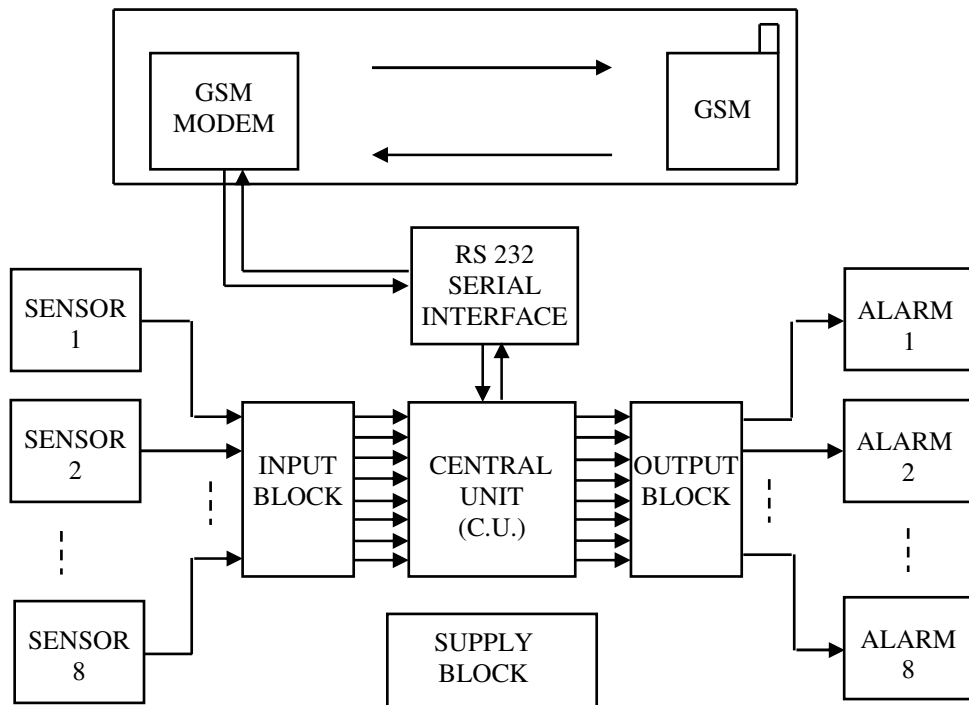 GSM
MODEM
GSM
RS 232
SERIAL
INTERFACE
SENSOR
1
ALARM
1
SENSOR
2
INPUT
BLOCK
CENTRAL
UNIT
(C.U.)
OUTPUT
BLOCK
ALARM
2
SENSOR
8
SUPPLY
BLOCK
ALARM
8